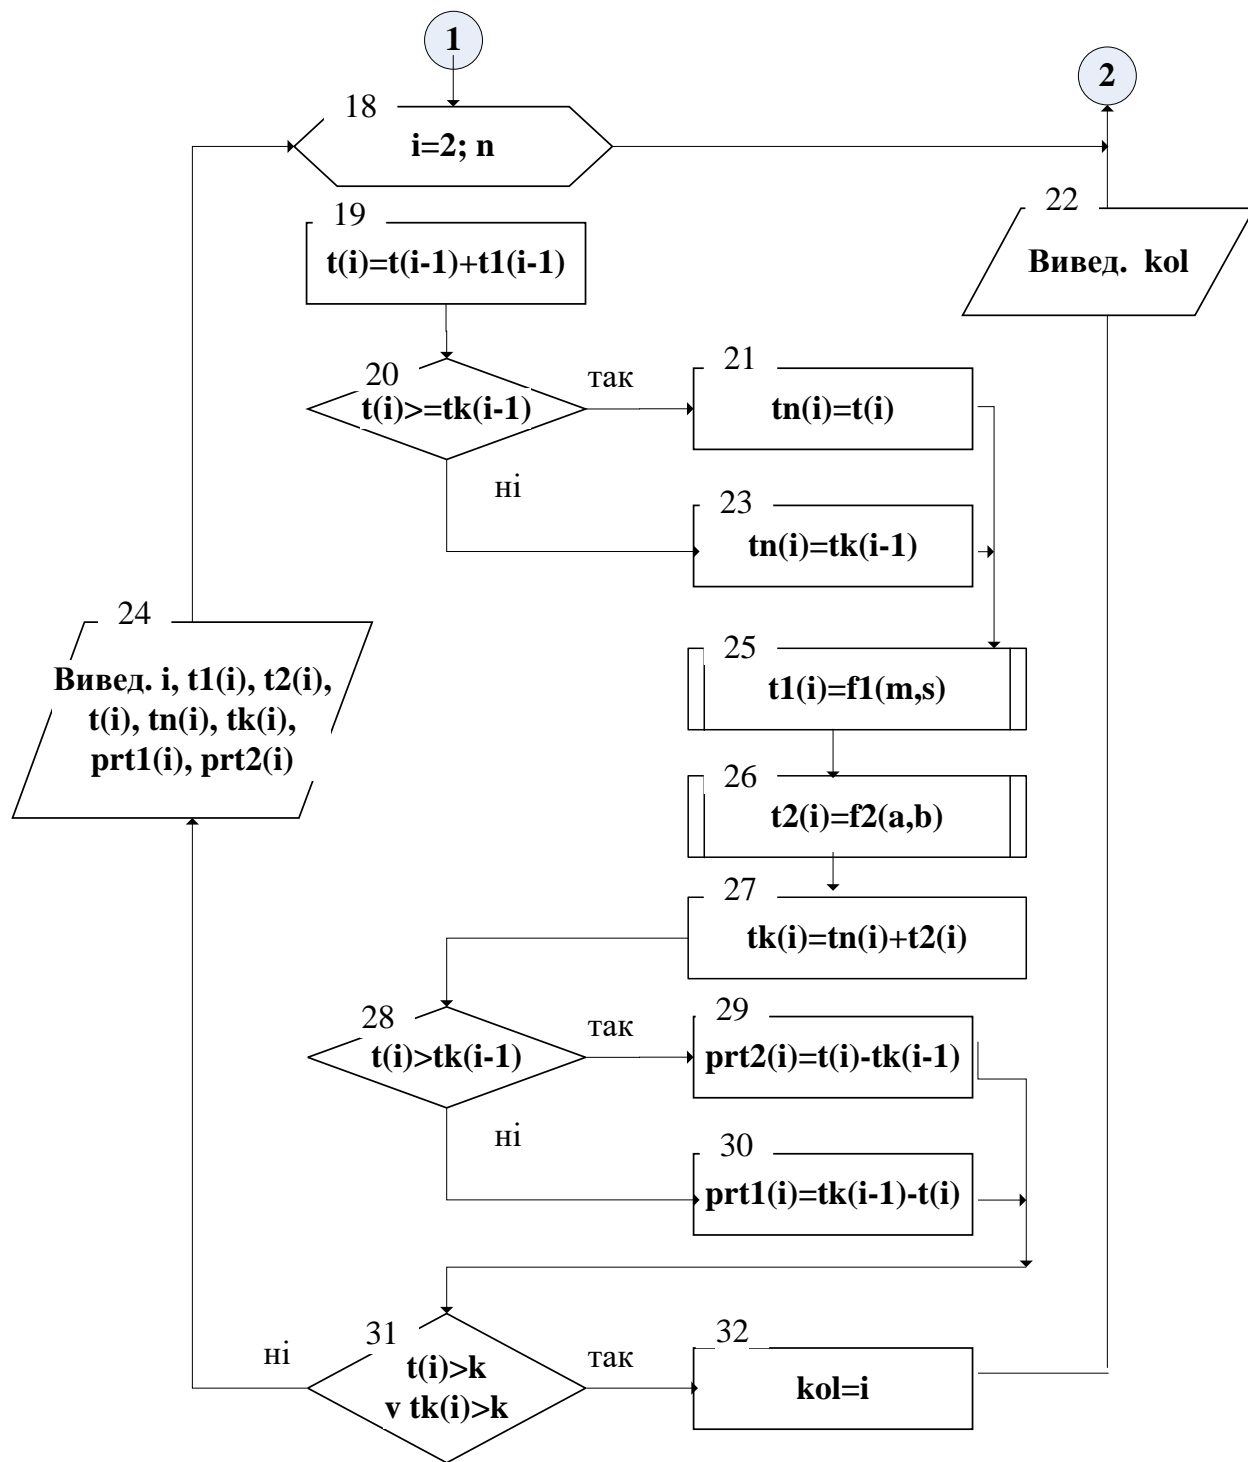 1
2
18
i=2; n
19
t(i)=t(i-1)+t1(i-1)
22
Вивед. kol
20
t(i)>=tk(i-1)
так
21
tn(i)=t(i)
ні
23
tn(i)=tk(i-1)
24
Вивед. i, t1(i), t2(i),
t(i), tn(i), tk(i),
prt1(i), prt2(i)
25
t1(i)=f1(m,s)
26
t2(i)=f2(a,b)
27
tk(i)=tn(i)+t2(i)
28
t(i)>tk(i-1)
так
29
prt2(i)=t(i)-tk(i-1)
ні
30
prt1(i)=tk(i-1)-t(i)
31
t(i)>k
v tk(i)>k
ні
так
32
kol=i